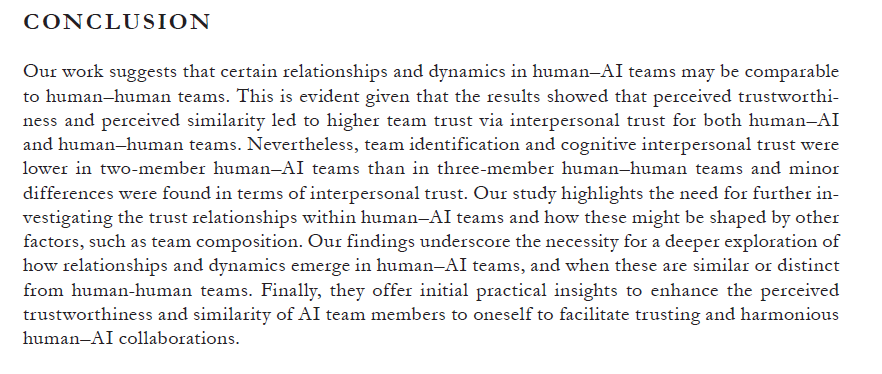 CONCLUSION
Our work suggests that certain relationships and dynamics in human–AI teams may be comparable
to human–human teams. This is evident given that the results showed that perceived trustworthi-
ness and perceived similarity led to higher team trust via interpersonal trust for both human–AI
and human–human teams. Nevertheless, team identification and cognitive interpersonal trust were
lower in two-member human–AI teams than in three-member human–human teams and minor
differences were found in terms of interpersonal trust. Our study highlights the need for further in-
vestigating the trust relationships within human–AI teams and how these might be shaped by other
factors, such as team composition. Our findings underscore the necessity for a deeper exploration of
how relationships and dynamics emerge in human–AI teams, and when these are similar or distinct
from human-human teams. Finally, they offer initial practical insights to enhance the perceived
trustworthiness and similarity of AI team members to oneself to facilitate trusting and harmonious
human–AI collaborations.